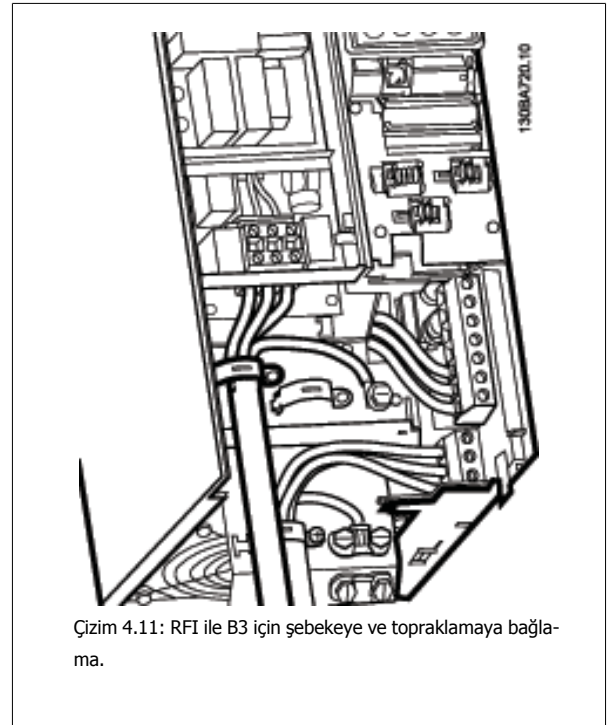 130BA720.10
Çizim 4.11: RFI ile B3 için şebekeye ve topraklamaya bağla-
ma.